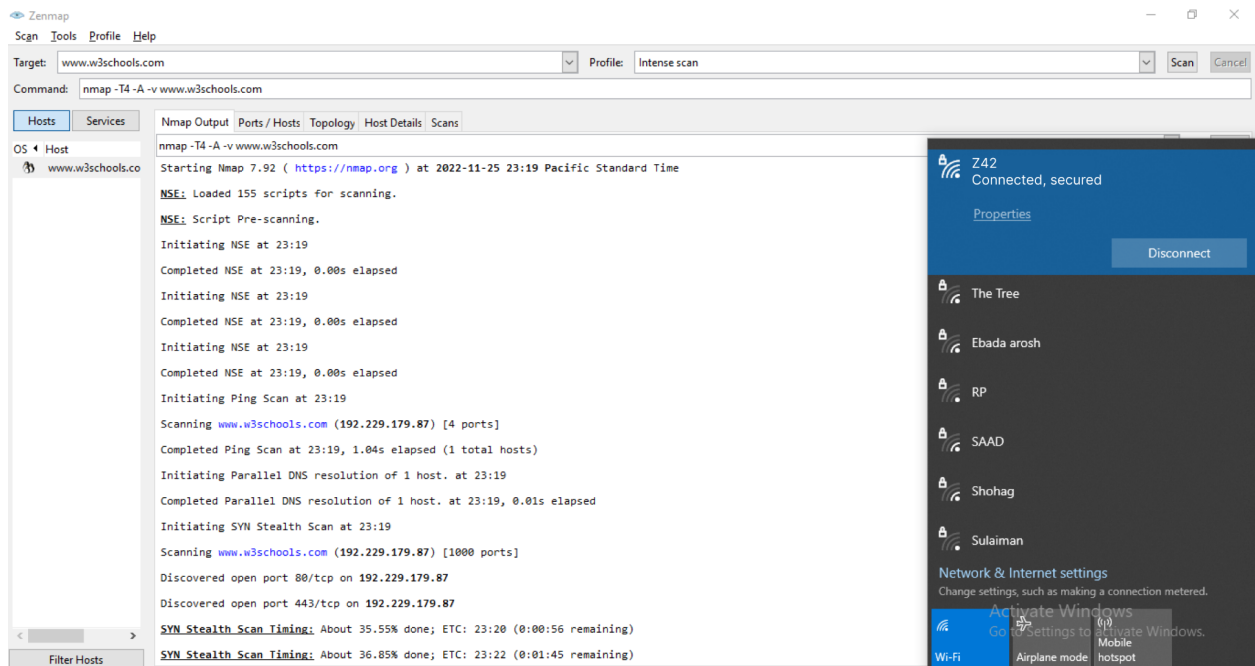 Zenmap
Scan Tools Profile Help
Target: www.w3schools.com Profile: Intense scan Scan Cancel
Command: nmap -T4 -A -v www.w3schools.com
Hosts Services
Nmap Output Ports / Hosts Topology Host Details Scans
OS Host
www.w3schools.co
nmap -T4 -A -v www.w3schools.com
Starting Nmap 7.92 ( https://nmap.org ) at 2022-11-25 23:19 Pacific Standard Time
NSE: Loaded 155 scripts for scanning.
NSE: Script Pre-scanning.
Initiating NSE at 23:19
Completed NSE at 23:19, 0.00s elapsed
Initiating NSE at 23:19
Completed NSE at 23:19, 0.00s elapsed
Initiating NSE at 23:19
Completed NSE at 23:19, 0.00s elapsed
Initiating Ping Scan at 23:19
Scanning www.w3schools.com (192.229.179.87) [4 ports]
Completed Ping Scan at 23:19, 1.04s elapsed (1 total hosts)
Initiating Parallel DNS resolution of 1 host. at 23:19
Completed Parallel DNS resolution of 1 host. at 23:19, 0.01s elapsed
Initiating SYN Stealth Scan at 23:19
Scanning www.w3schools.com (192.229.179.87) [1000 ports]
Discovered open port 80/tcp on 192.229.179.87
Discovered open port 443/tcp on 192.229.179.87
SYN Stealth Scan Timing: About 35.55% done; ETC: 23:20 (0:00:56 remaining)
SYN Stealth Scan Timing: About 36.85% done; ETC: 23:22 (0:01:45 remaining)
Filter Hosts
Z42
Connected, secured
Properties
Disconnect
The Tree
Ebada arosh
RP
SAAD
Shohag
Sulaiman
Network & Internet settings
Change settings, such as making a connection metered.
Activate Windows
Go to Settings to activate Windows.
Wi-Fi
Airplane mode
Mobile
hotspot